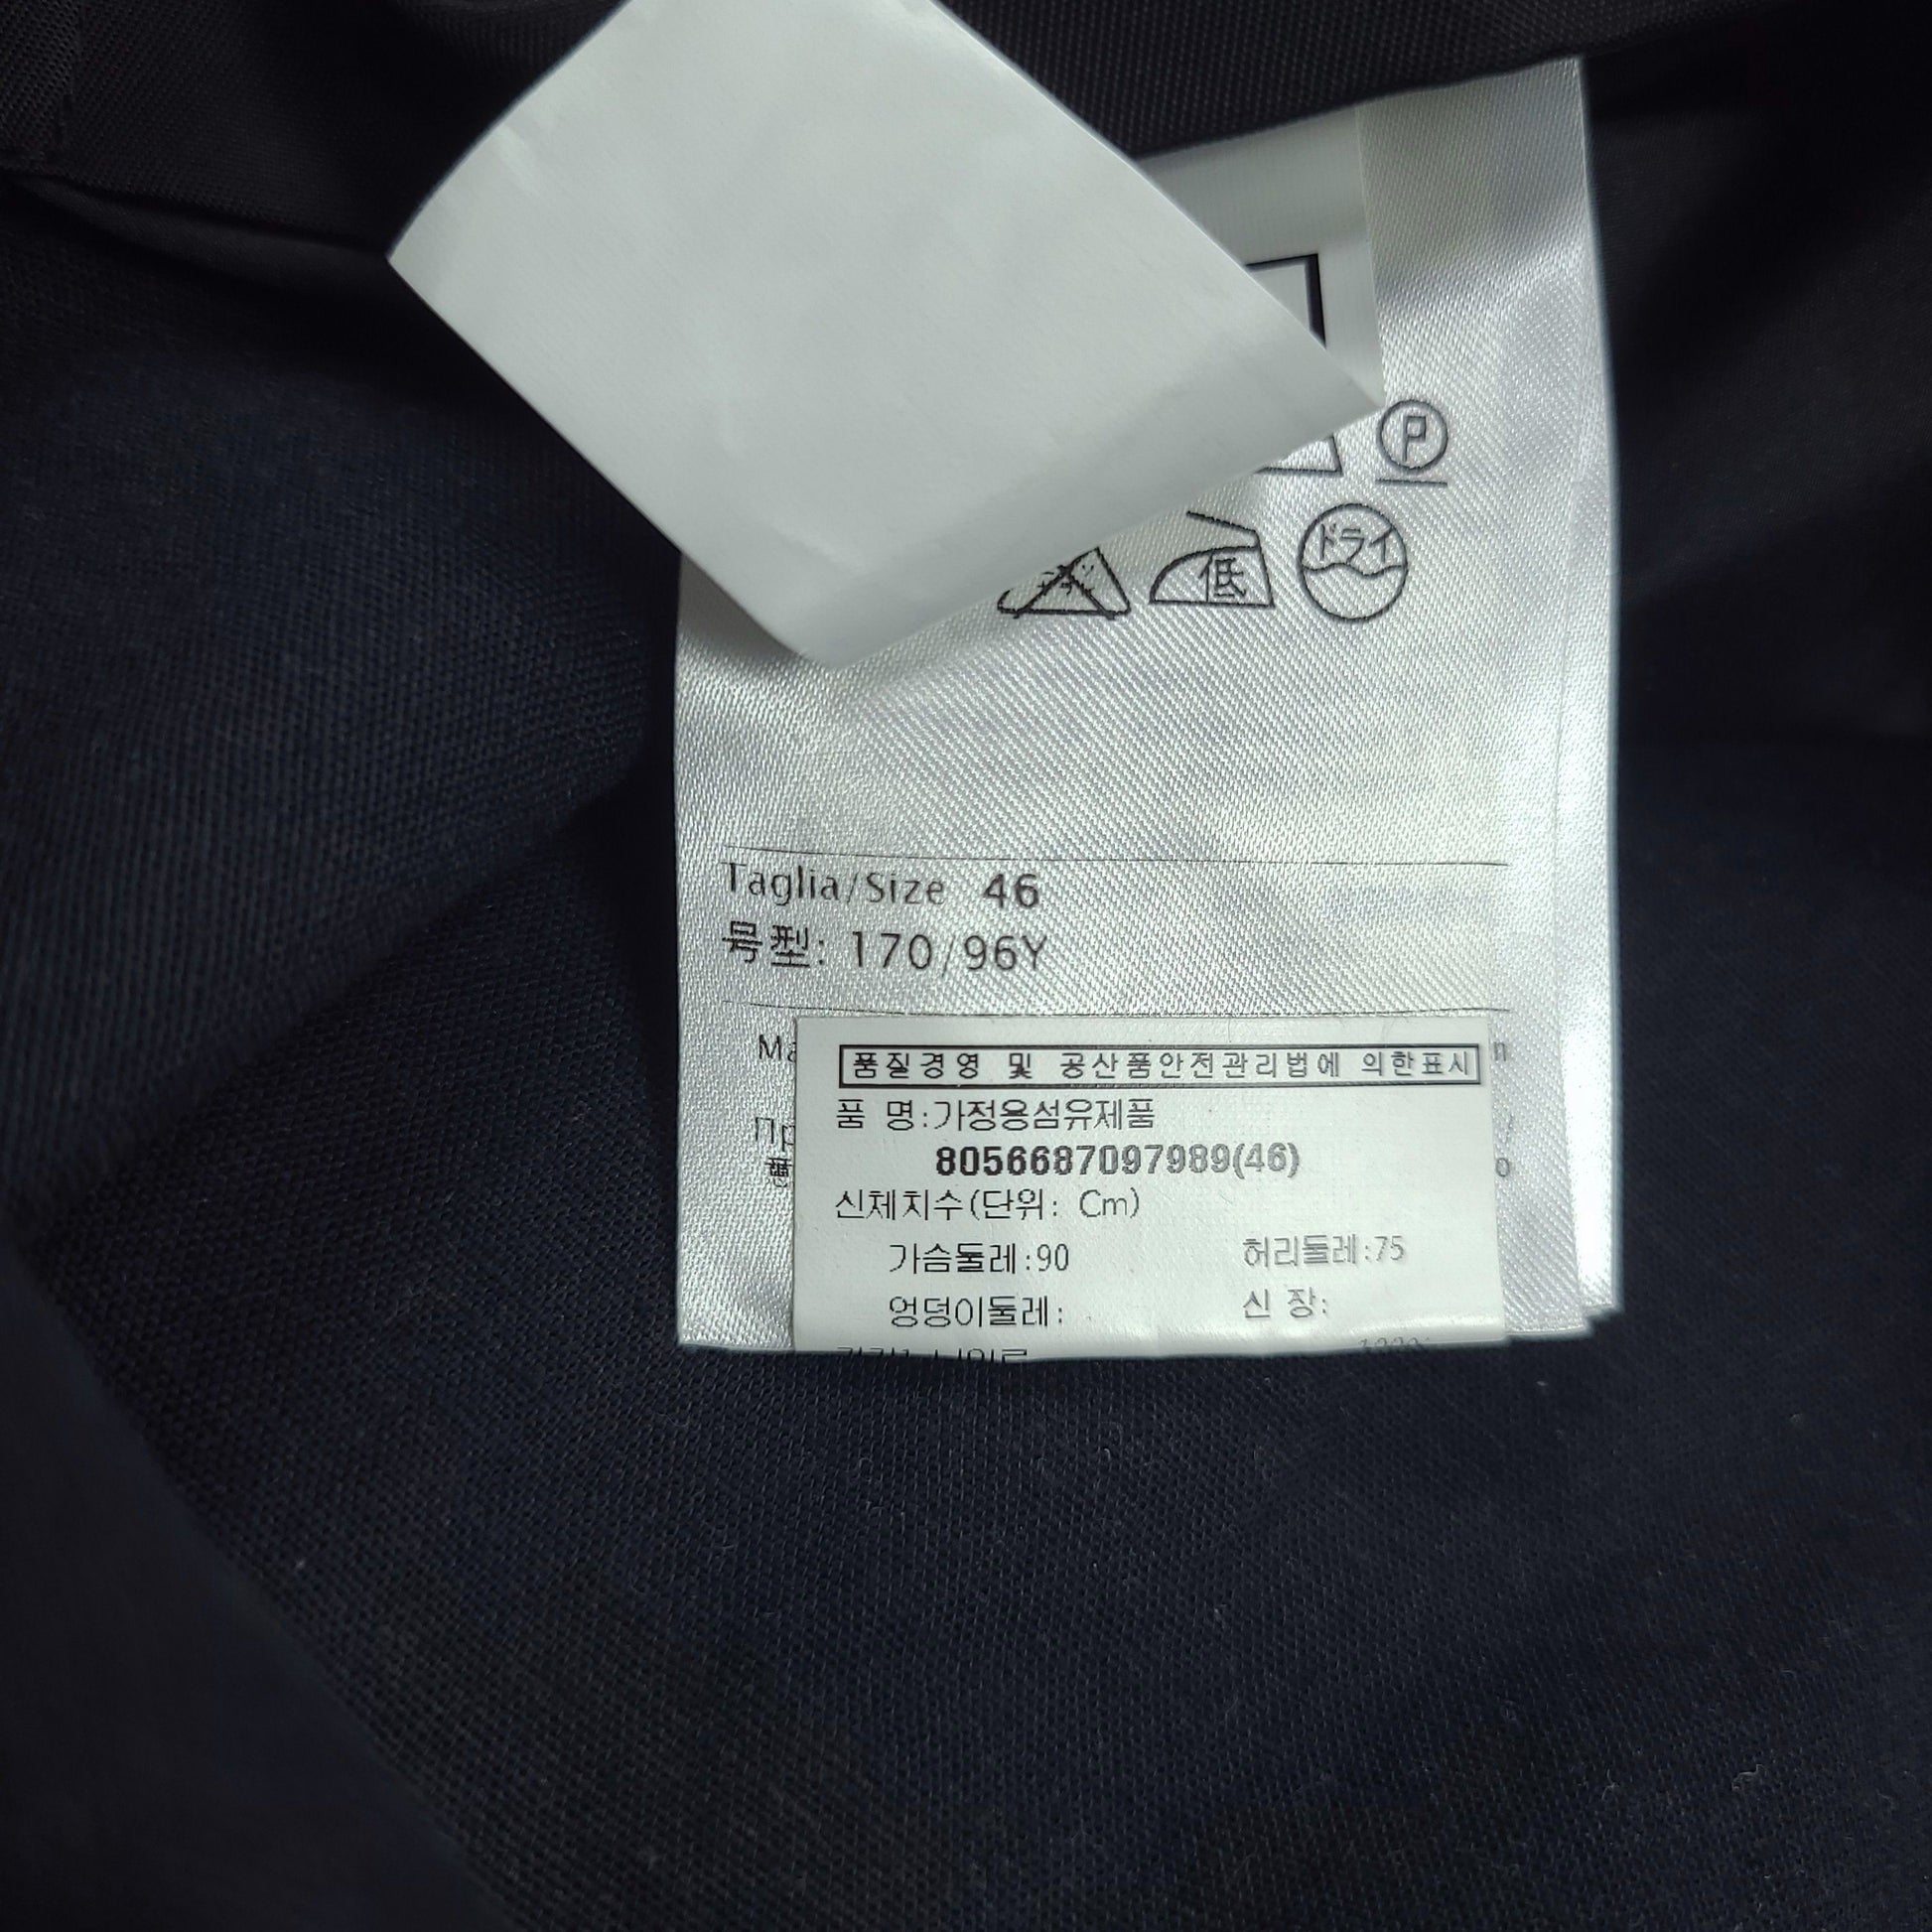 P
低
ドライ
Taglia/Size 46
号型: 170/96Y
Ma
n
품질경영 및 공산품안전관리법에 의한표시
품 명:가정용섬유제품
Пр
8056687097989(46)
신체치수(단위: Cm)
가슴둘레:90 허리둘레:75
엉덩이둘레: 신 장: